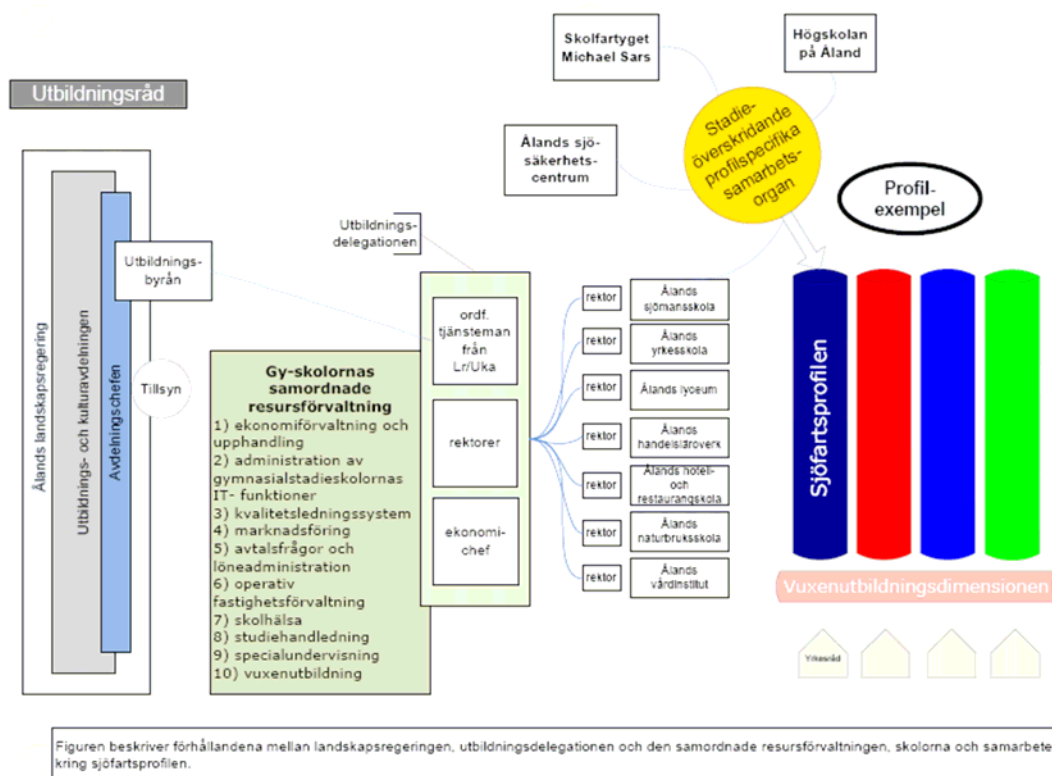 Utbildningsråd
Ålands landskapsregering
Utbildnings- och kulturavdelningen
Avdelningschefen
Utbildnings-
byrån
Tillsyn
Gy-skolornas
samordnade
resursförvaltning
1) ekonomiförvaltning och
upphandling
2) administration av
gymnasialstadieskolornas
IT- funktioner
3) kvalitetsledningssystem
4) marknadsföring
5) avtalsfrågor och
löneadministration
6) operativ
fastighetsförvaltning
7) skolhälsa
8) studiehandledning
9) specialundervisning
10) vuxenutbildning
Utbildnings-
delegationen
ordf.
tjänsteman
från
Lr/Uka
rektorer
ekonomi-
chef
Skolfartyget
Michael Sars
Högskolan
på Åland
Ålands sjö-
säkerhets-
centrum
Stadie-
överskridande
profilspecifika
samarbets-
organ
Profil-
exempel
rektor
Ålands
sjömansskola
rektor
Ålands
yrkesskola
rektor
Ålands lyceum
rektor
Ålands
handelsläroverk
rektor
Ålands hotell-
och
restaurangskola
rektor
Ålands
naturbruksskola
rektor
Ålands
vårdinstitut
Sjöfartsprofilen
Vuxenutbildningsdimensionen
Yrkesråd
Figuren beskriver förhållandena mellan landskapsregeringen, utbildningsdelegationen och den samordnade resursförvaltningen, skolorna och samarbete
kring sjöfartsprofilen.